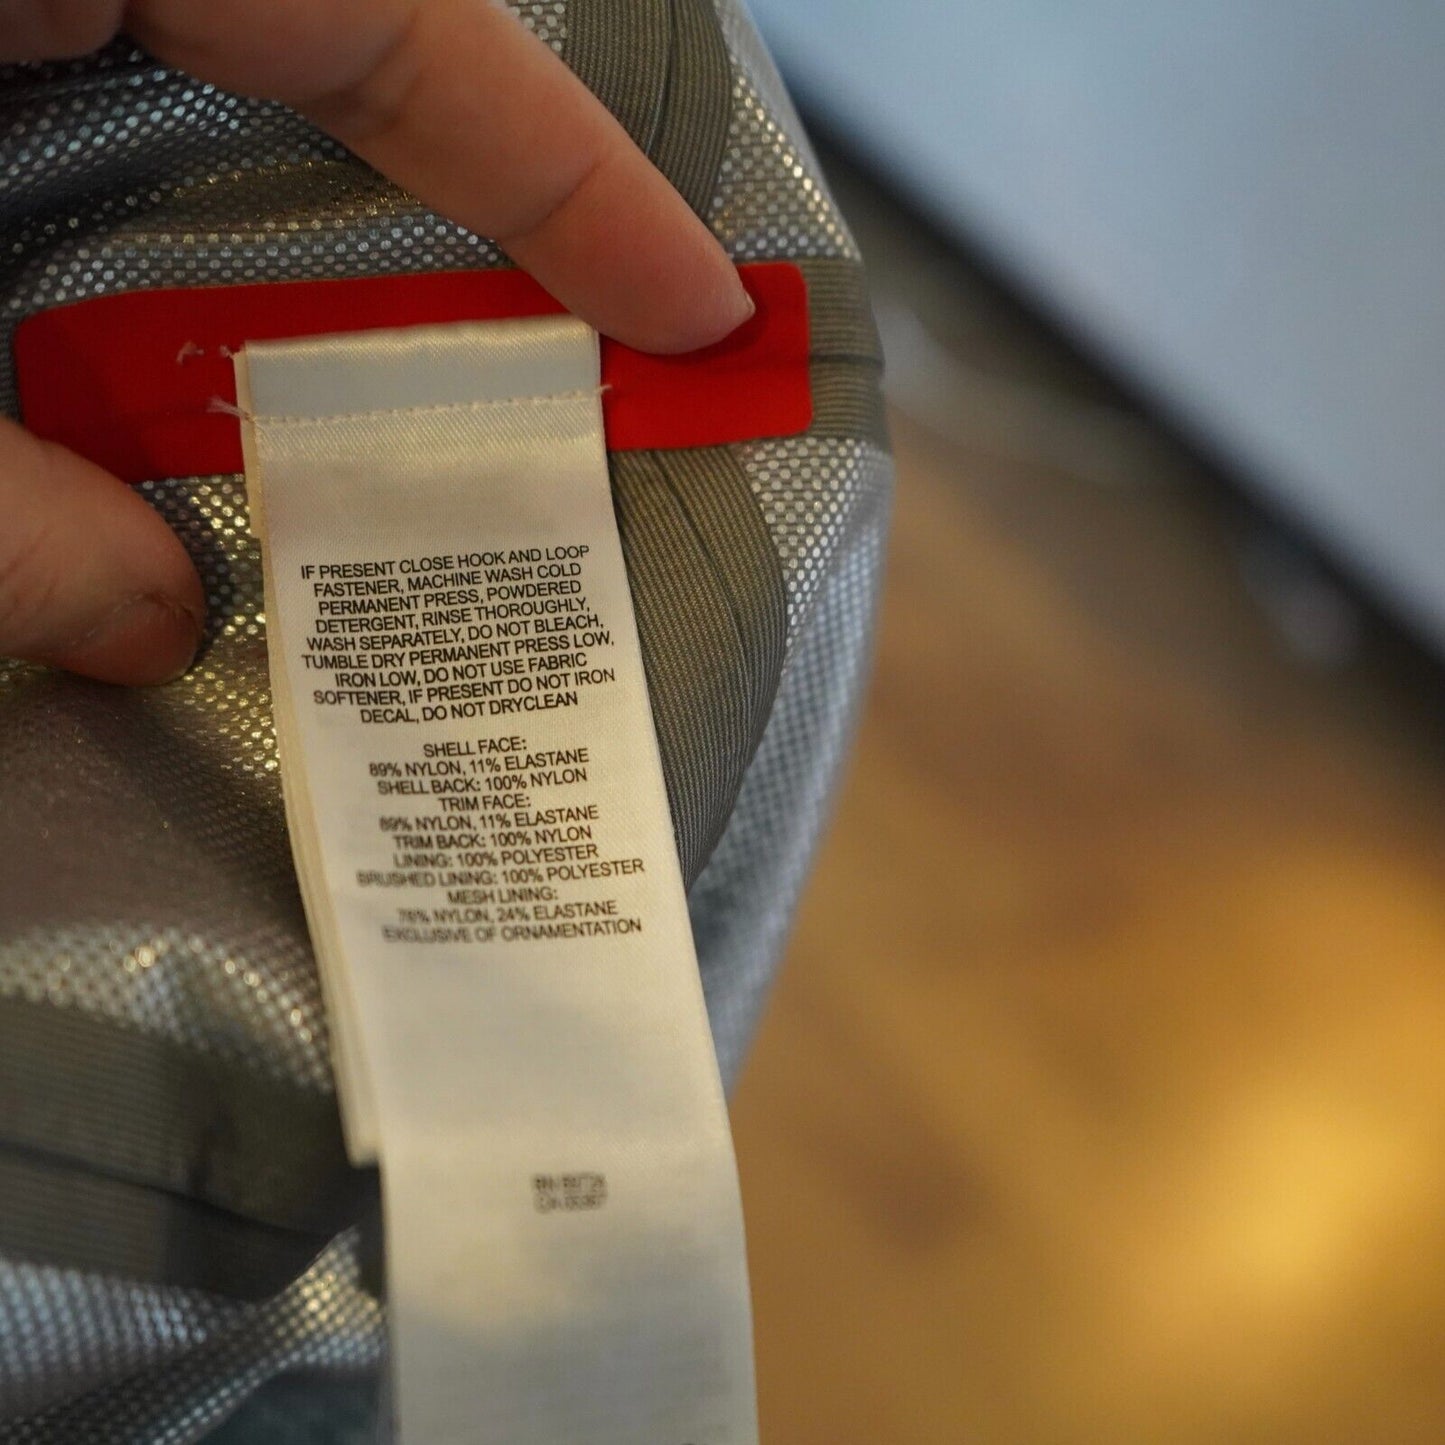 IF PRESENT CLOSE HOOK AND LOOP
FASTENER, MACHINE WASH COLD
PERMANENT PRESS, POWDERED
DETERGENT, RINSE THOROUGHLY,
WASH SEPARATELY, DO NOT BLEACH,
TUMBLE DRY PERMANENT PRESS LOW,
IRON LOW, DO NOT USE FABRIC
SOFTENER, IF PRESENT DO NOT IRON
DECAL, DO NOT DRYCLEAN
SHELL FACE:
89% NYLON, 11% ELASTANE
SHELL BACK: 100% NYLON
TRIM FACE:
89% NYLON, 11% ELASTANE
TRIM BACK: 100% NYLON
LINING: 100% POLYESTER
BRUSHED LINING: 100% POLYESTER
MESH LINING:
76% NYLON, 24% ELASTANE
EXCLUSIVE OF ORNAMENTATION